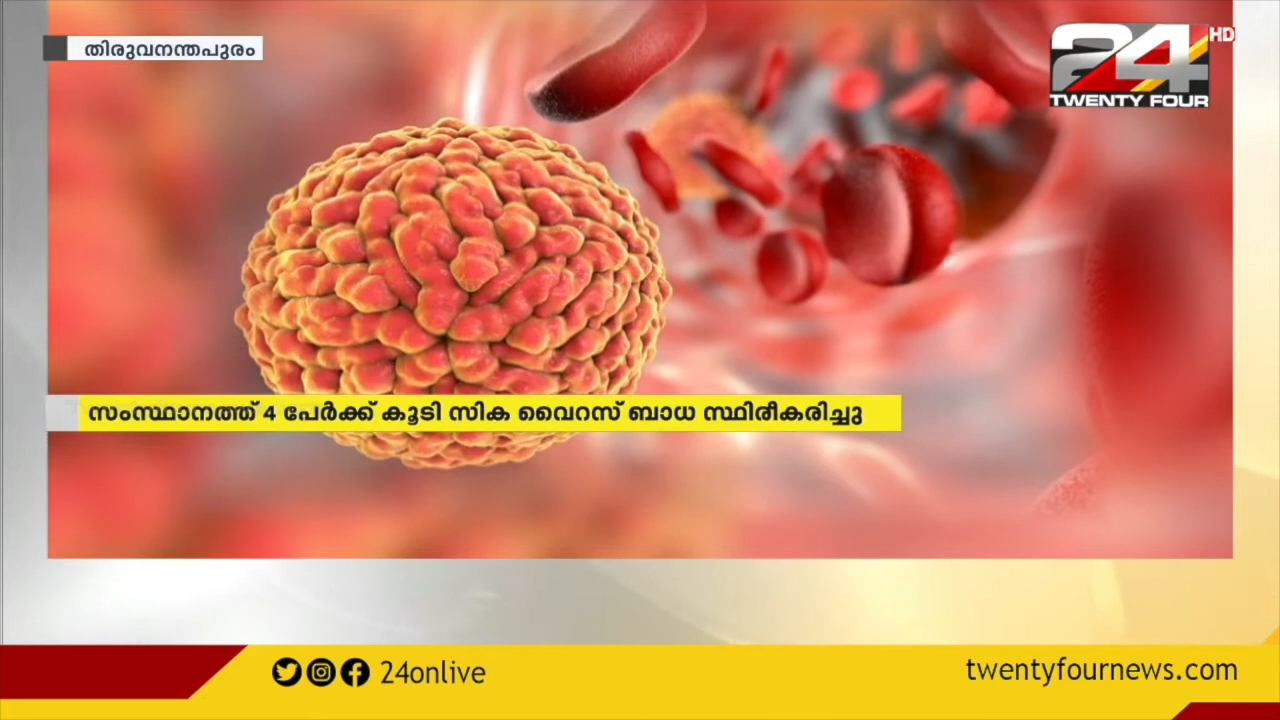 തിരുവനന്തപുരം
24 HD
TWENTY FOUR
സംസ്ഥാനത്ത് 4 പേർക്ക് കൂടി സിക വൈറസ് ബാധ സ്ഥിരീകരിച്ചു
24onlive
twentyfournews.com